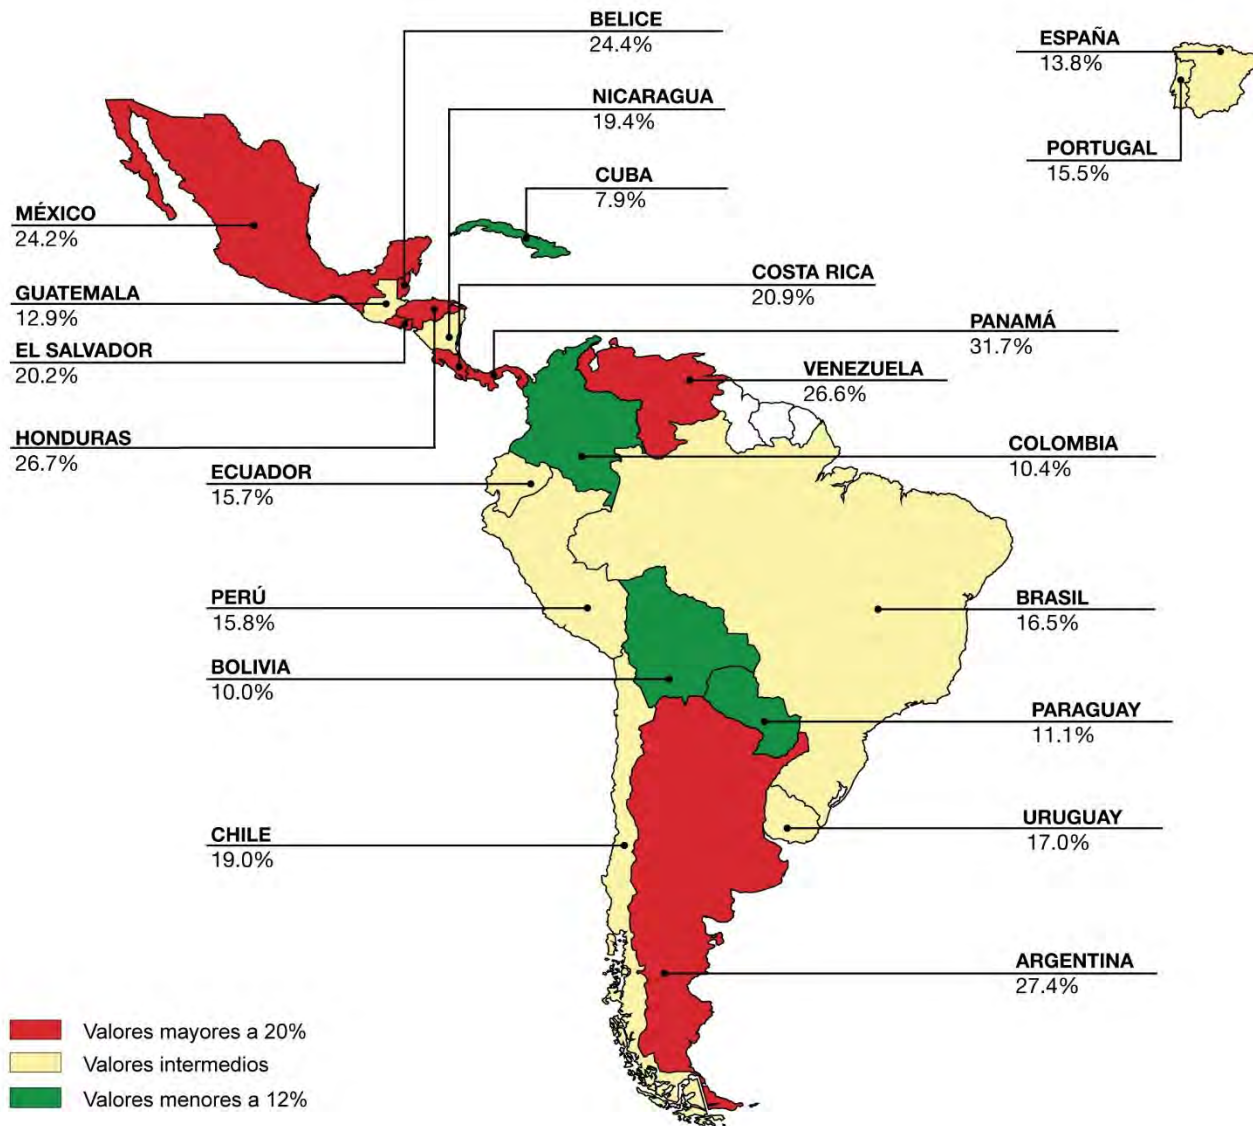 BELICE
24.4%
ESPAÑA
13.8%
NICARAGUA
19.4%
PORTUGAL
15.5%
CUBA
7.9%
MÉXICO
24.2%
COSTA RICA
20.9%
GUATEMALA
12.9%
PANAMÁ
31.7%
EL SALVADOR
20.2%
VENEZUELA
26.6%
HONDURAS
26.7%
COLOMBIA
10.4%
ECUADOR
15.7%
PERÚ
15.8%
BRASIL
16.5%
BOLIVIA
10.0%
PARAGUAY
11.1%
CHILE
19.0%
URUGUAY
17.0%
ARGENTINA
27.4%
Valores mayores a 20%
Valores intermedios
Valores menores a 12%